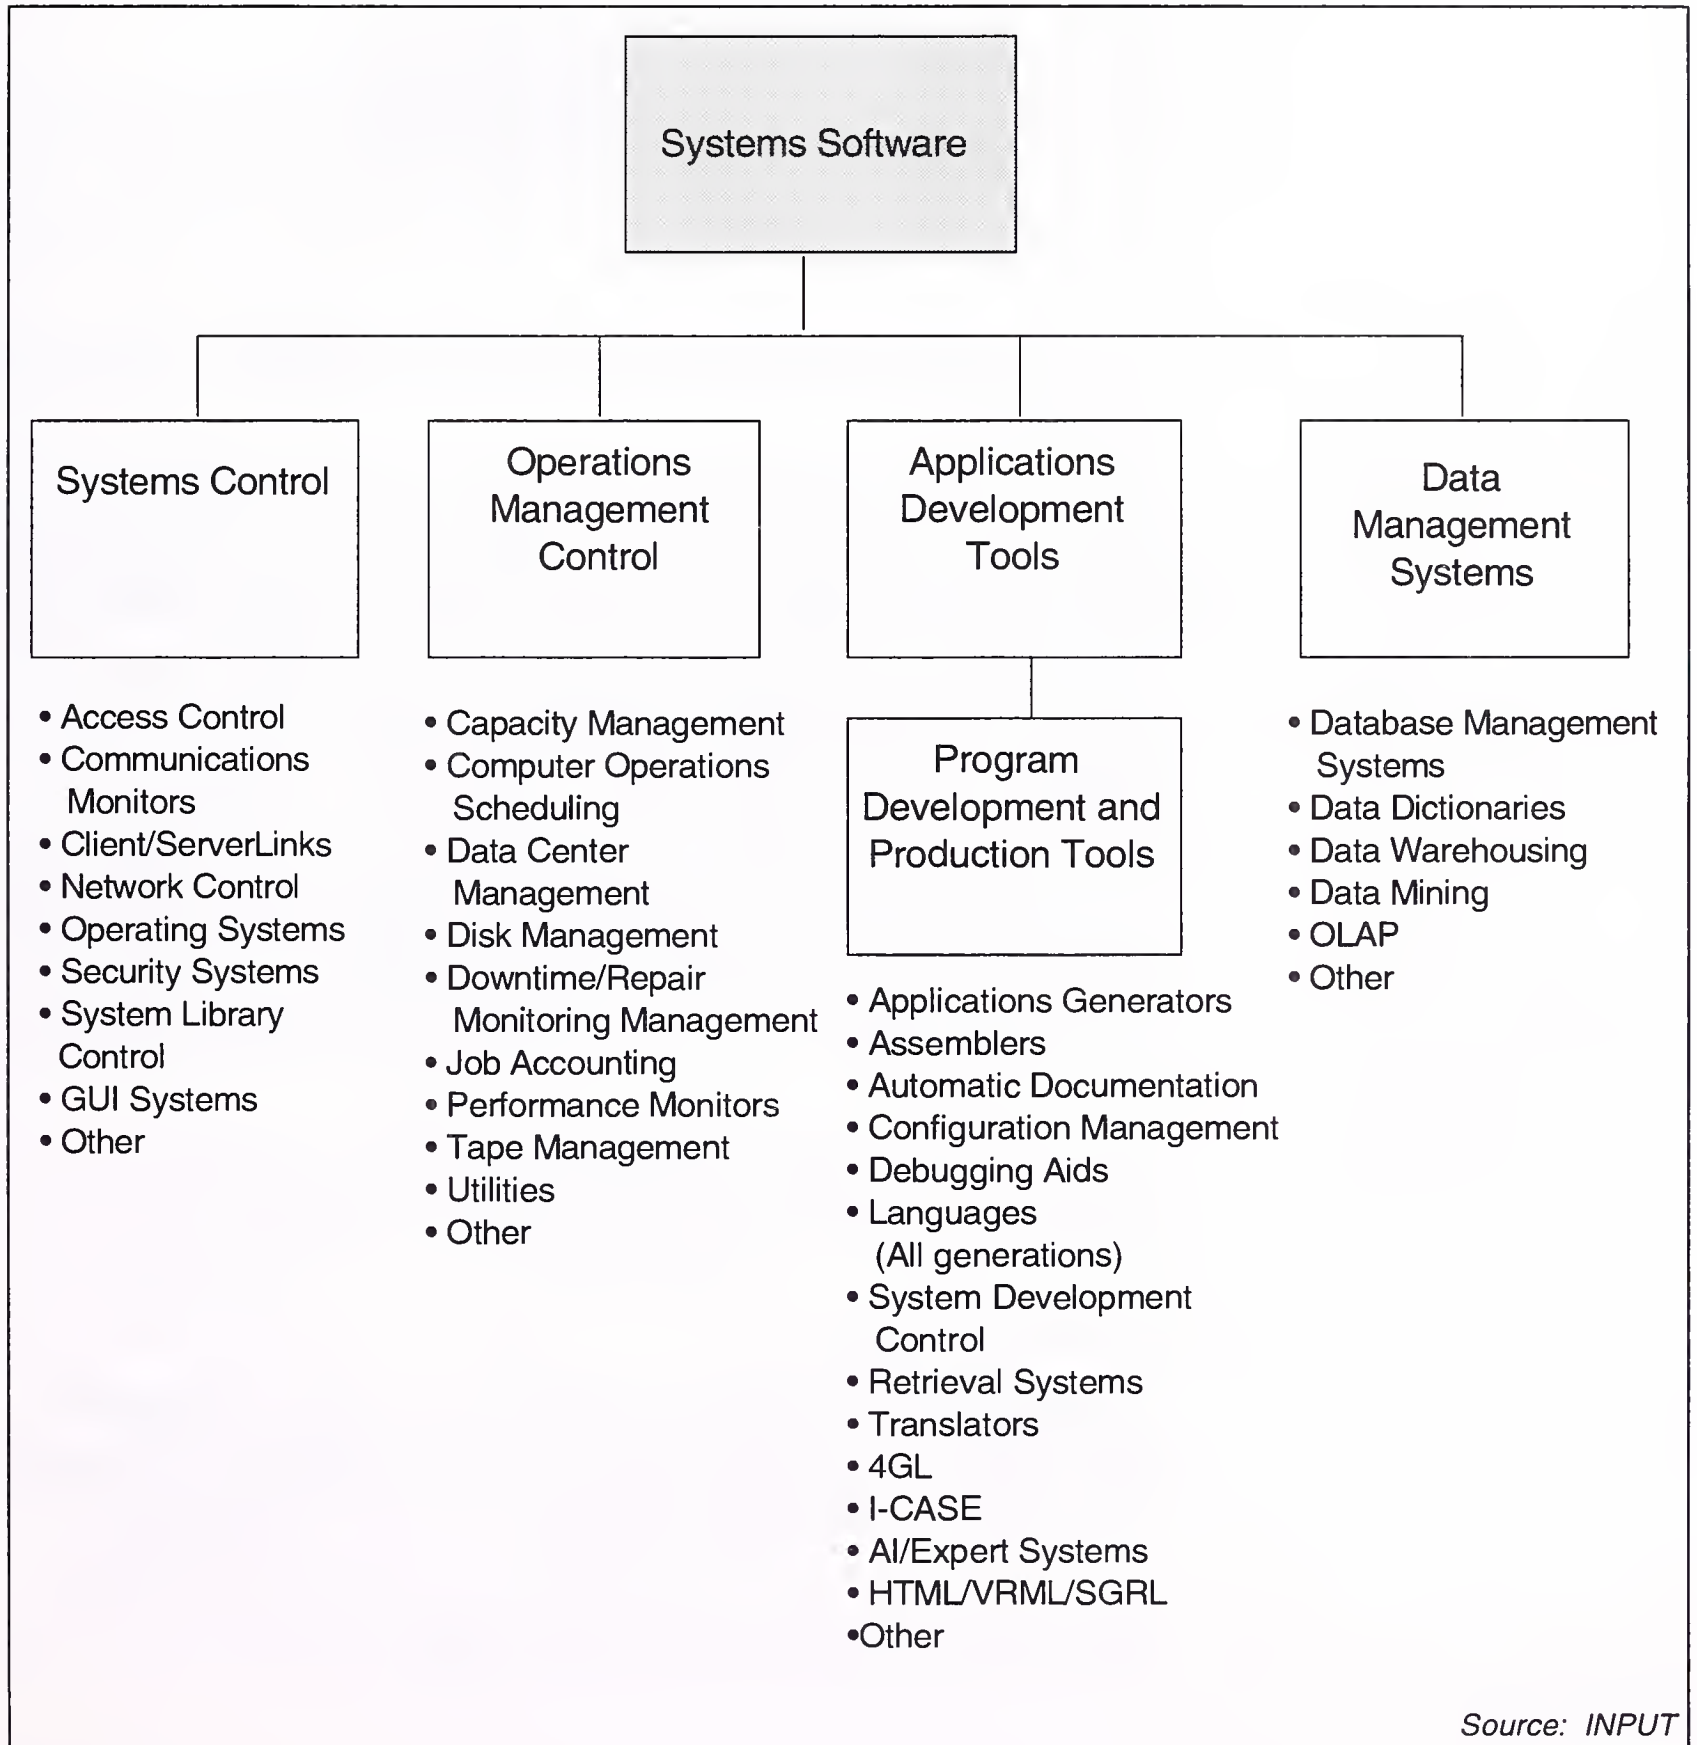 Systems Software
Systems Control
• Access Control
• Communications
Monitors
• Client/ServerLinks
• Network Control
• Operating Systems
• Security Systems
• System Library
Control
• GUI Systems
• Other
Operations
Management
Control
• Capacity Management
• Computer Operations
Scheduling
• Data Center
Management
• Disk Management
• Downtime/Repair
Monitoring Management
• Job Accounting
• Performance Monitors
• Tape Management
• Utilities
• Other
Applications
Development
Tools
Program
Development and
Production Tools
• Applications Generators
• Assemblers
• Automatic Documentation
• Configuration Management
• Debugging Aids
• Languages
(All generations)
• System Development
Control
• Retrieval Systems
• Translators
• 4GL
• I-CASE
• AI/Expert Systems
• HTML/VRML/SGRL
•Other
Data
Management
Systems
• Database Management
Systems
• Data Dictionaries
• Data Warehousing
• Data Mining
• OLAP
• Other
Source: INPUT